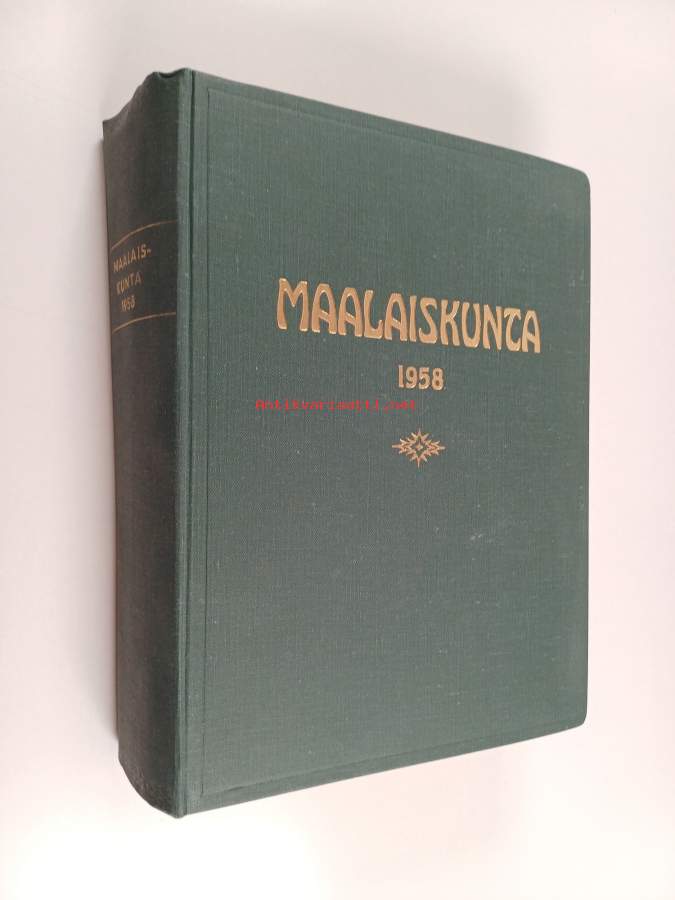 MAALAIS-
KUNTA
1958
MAALAISKUNTA
1958
Antikvariaatti.net